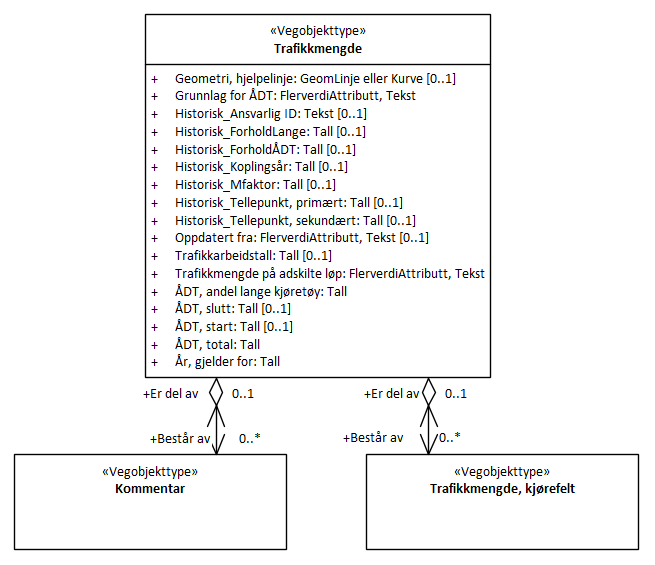 «Vegobjekttype»
Trafikkmengde
+ Geometri, hjelpelinje: GeomLinje eller Kurve [0..1]
+ Grunnlag for ÅDT: FlerverdiAttributt, Tekst
+ Historisk_Ansvarlig ID: Tekst [0..1]
+ Historisk_ForholdLange: Tall [0..1]
+ Historisk_ForholdÅDT: Tall [0..1]
+ Historisk_Koplingsår: Tall [0..1]
+ Historisk_Mfaktor: Tall [0..1]
+ Historisk_Tellepunkt, primært: Tall [0..1]
+ Historisk_Tellepunkt, sekundært: Tall [0..1]
+ Oppdatert fra: FlerverdiAttributt, Tekst [0..1]
+ Trafikkarbeidstall: Tall [0..1]
+ Trafikkmengde på adskilte løp: FlerverdiAttributt, Tekst
+ ÅDT, andel lange kjøretøy: Tall
+ ÅDT, slutt: Tall [0..1]
+ ÅDT, start: Tall [0..1]
+ ÅDT, total: Tall
+ År, gjelder for: Tall
+Er del av 0..1 +Er del av 0..1
+Består av 0..* +Består av 0..*
«Vegobjekttype»
Kommentar
«Vegobjekttype»
Trafikkmengde, kjørefelt